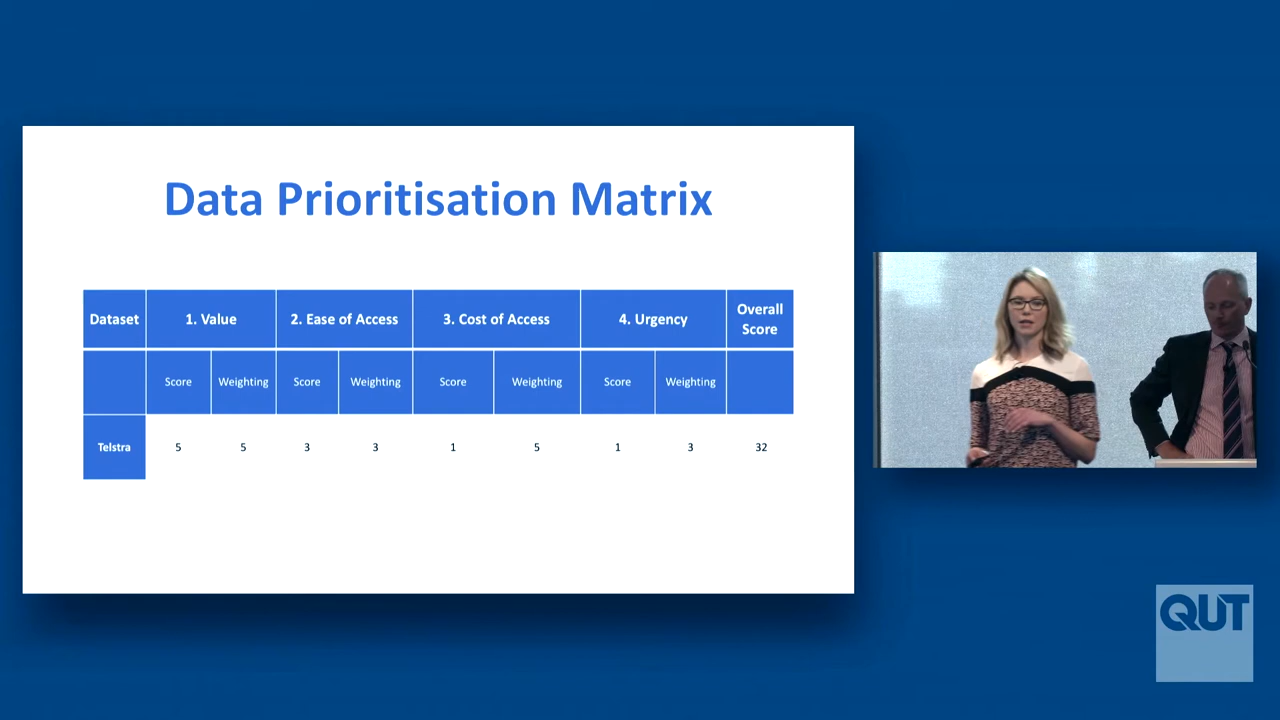 Data Prioritisation Matrix
Dataset 1. Value 2. Ease of Access 3. Cost of Access 4. Urgency Overall Score
Score Weighting Score Weighting Score Weighting Score Weighting
Telstra 5 5 3 3 1 5 1 3 32
QUT